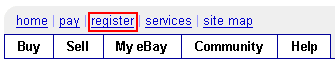 home | pay | register | services | site map
Buy Sell My eBay Community Help